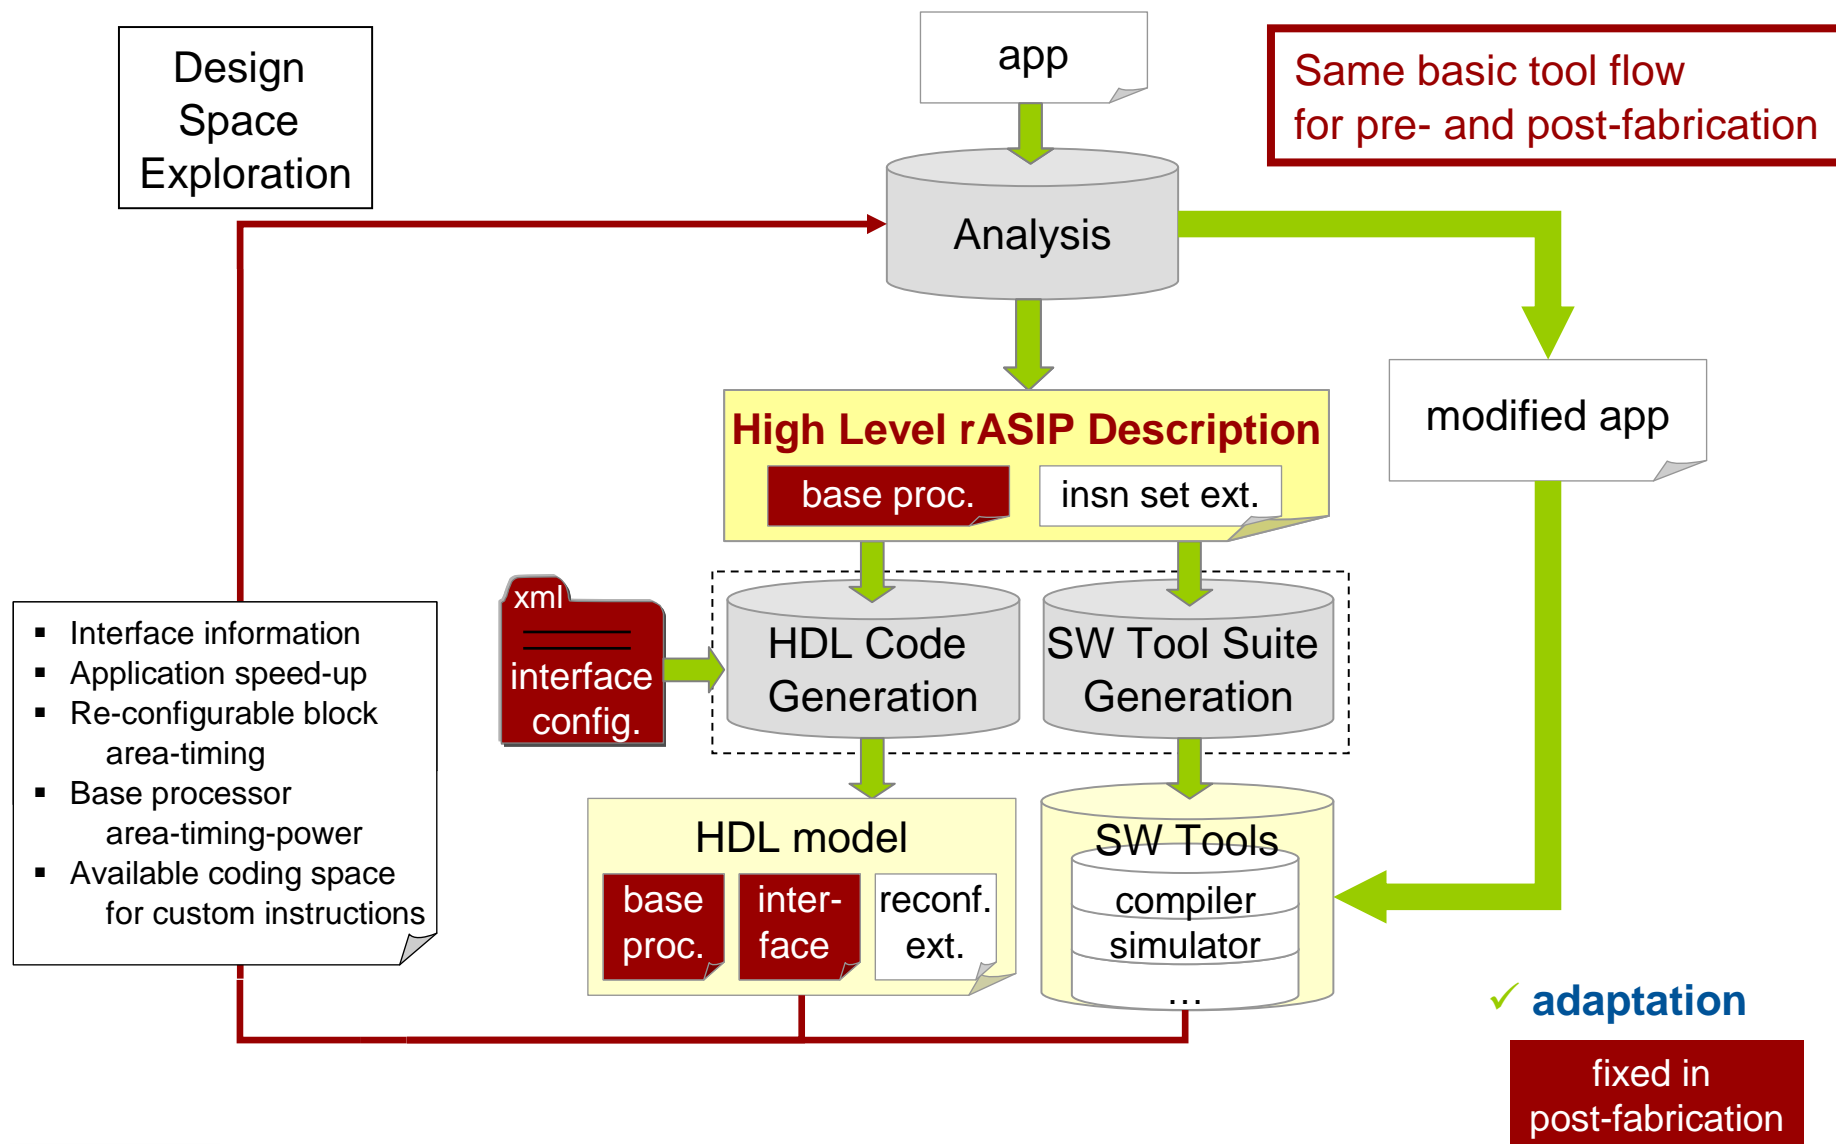 Design
Space
Exploration
app
Same basic tool flow
for pre- and post-fabrication
Analysis
High Level rASIP Description
base proc.
insn set ext.
modified app
xml
interface
config.
HDL Code
Generation
SW Tool Suite
Generation
▪ Interface information
▪ Application speed-up
▪ Re-configurable block
area-timing
▪ Base processor
area-timing-power
▪ Available coding space
for custom instructions
HDL model
base
proc.
inter-
face
reconf.
ext.
SW Tools
compiler
simulator
...
✓ adaptation
fixed in
post-fabrication